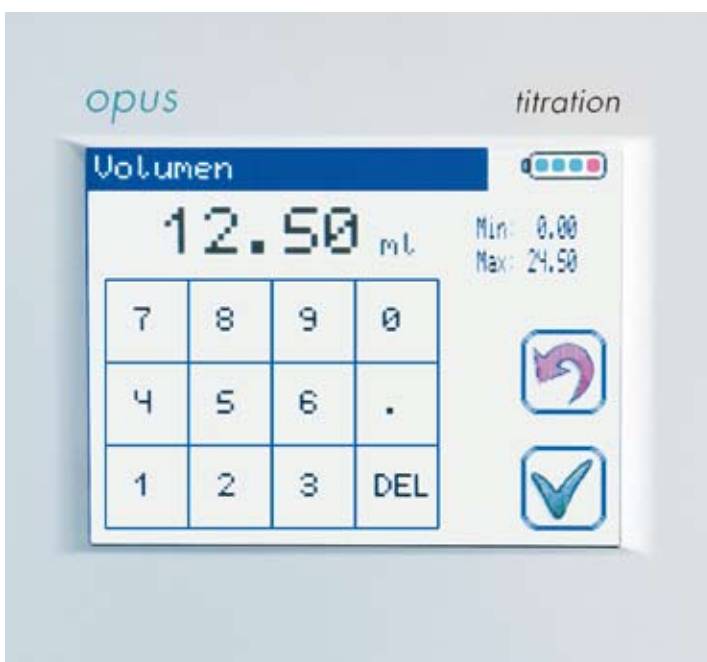 opus titration
Volumen
12.50 ml
Min: 0.00
Max: 24.50
7 8 9 0
4 5 6 .
1 2 3 DEL